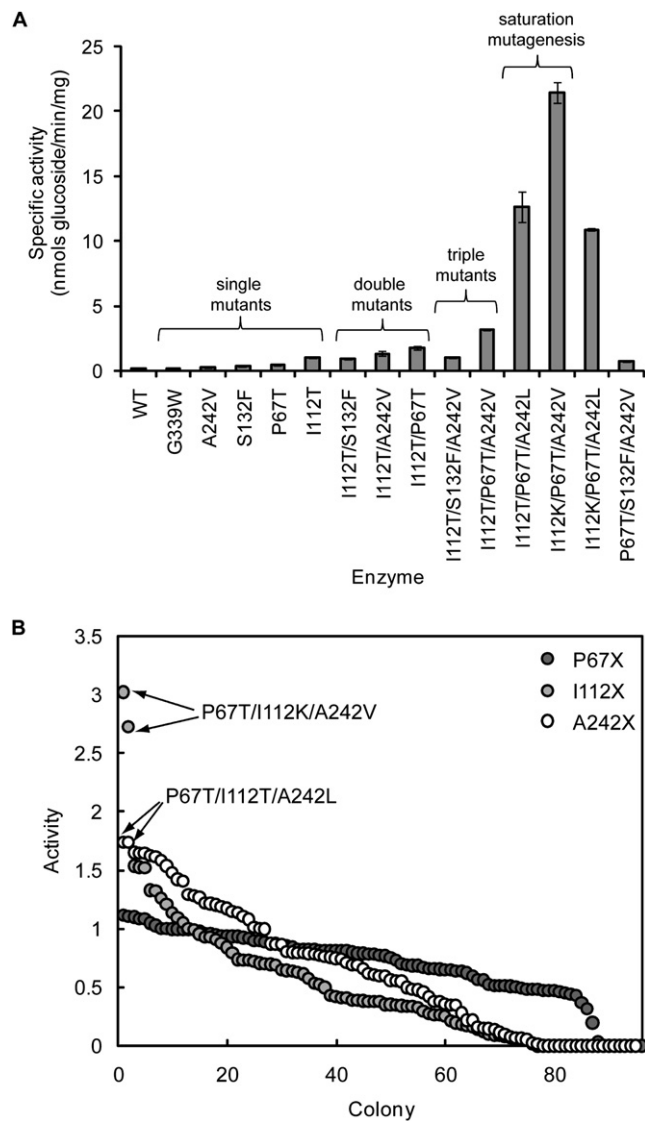 A
saturation
mutagenesis
25
20
15
10
5
0
Specific activity
(nmols glucoside/min/mg)
single
mutants
double
mutants
triple
mutants
WT
G339W
A242V
S132F
P67T
I112T
I112T/S132F
I112T/A242V
I112T/P67T
I112T/S132F/A242V
I112T/P67T/A242V
I112T/P67T/A242L
I112K/P67T/A242V
I112K/P67T/A242L
P67T/S132F/A242V
Enzyme
B
3.5
3
2.5
2
1.5
1
0.5
0
Activity
P67X
I112X
A242X
P67T/I112K/A242V
P67T/I112T/A242L
0
20
40
60
80
Colony